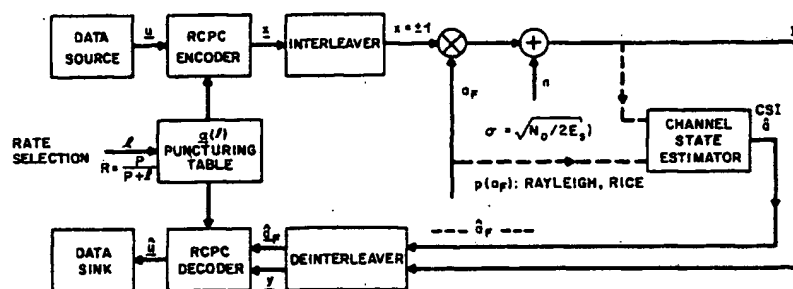 DATA
SOURCE
u
RCPC
ENCODER
z
INTERLEAVER
x = ±1
a_F
n
σ = √N_0/2E_s)
CSI
â
CHANNEL
STATE
ESTIMATOR
p(a_F): RAYLEIGH, RICE
RATE
SELECTION
ℓ
R = P/P+ℓ
a(ℓ)
PUNCTURING
TABLE
DATA
SINK
RCPC
DECODER
â_F
y
DEINTERLEAVER
--- â_F ---